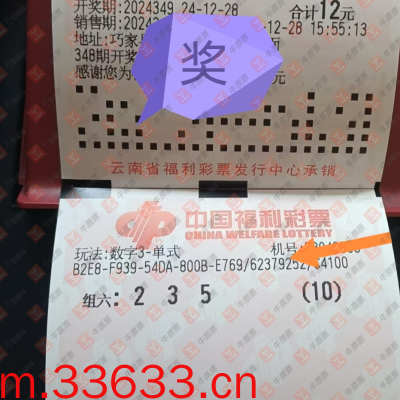 开奖期:2024349 24-12-28 合计12元
销售期:2024 12-28 15:55:13
地址:巧家
348期开奖
感谢您为 元
奖
云南省福利彩票发行中心承销
中国福利彩票
CHINA WELFARE LOTTERY
玩法:数字3-单式 机号:
B2E8-F939-54DA-800B-E769/62379252/ 4100
组六: 2 3 5 (10)
m.33633.cn